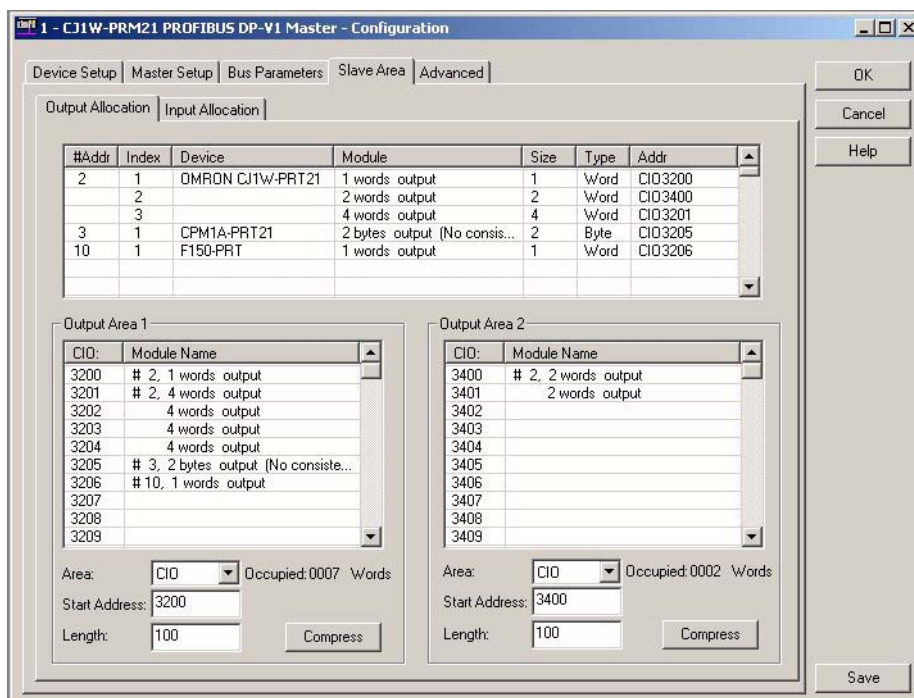 1 - CJ1W-PRM21 PROFIBUS DP-V1 Master - Configuration
Device Setup Master Setup Bus Parameters Slave Area Advanced
OK
Cancel
Help
Output Allocation Input Allocation
#Addr Index Device Module Size Type Addr
2 1 OMRON CJ1W-PRT21 1 words output 1 Word CIO3200
2 2 words output 2 Word CIO3400
3 4 words output 4 Word CIO3201
3 1 CPM1A-PRT21 2 bytes output (No consis... 2 Byte CIO3205
10 1 F150-PRT 1 words output 1 Word CIO3206
Output Area 1
CIO: Module Name
3200 # 2, 1 words output
3201 # 2, 4 words output
3202 4 words output
3203 4 words output
3204 4 words output
3205 # 3, 2 bytes output (No consiste...
3206 # 10, 1 words output
3207
3208
3209
Area: CIO Occupied:0007 Words
Start Address: 3200
Length: 100 Compress
Output Area 2
CIO: Module Name
3400 # 2, 2 words output
3401 2 words output
3402
3403
3404
3405
3406
3407
3408
3409
Area: CIO Occupied:0002 Words
Start Address: 3400
Length: 100 Compress
Save